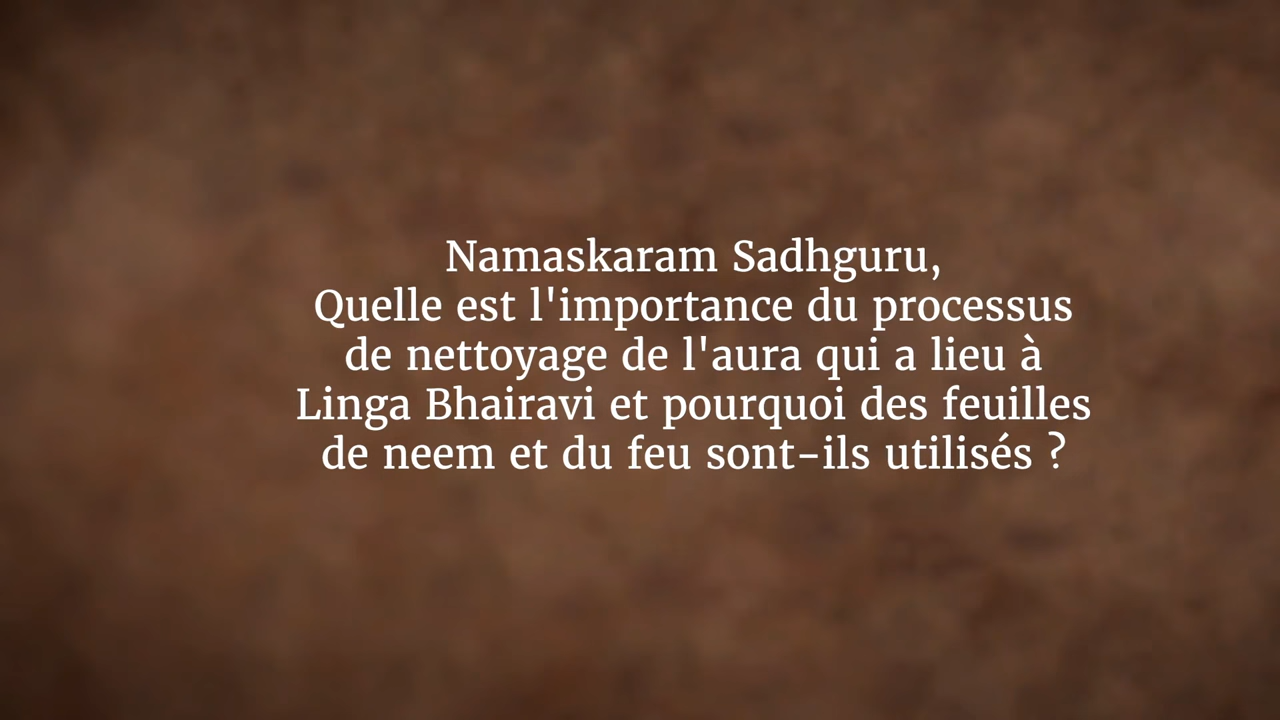 Namaskaram Sadhguru,
Quelle est l'importance du processus
de nettoyage de l'aura qui a lieu à
Linga Bhairavi et pourquoi des feuilles
de neem et du feu sont-ils utilisés ?